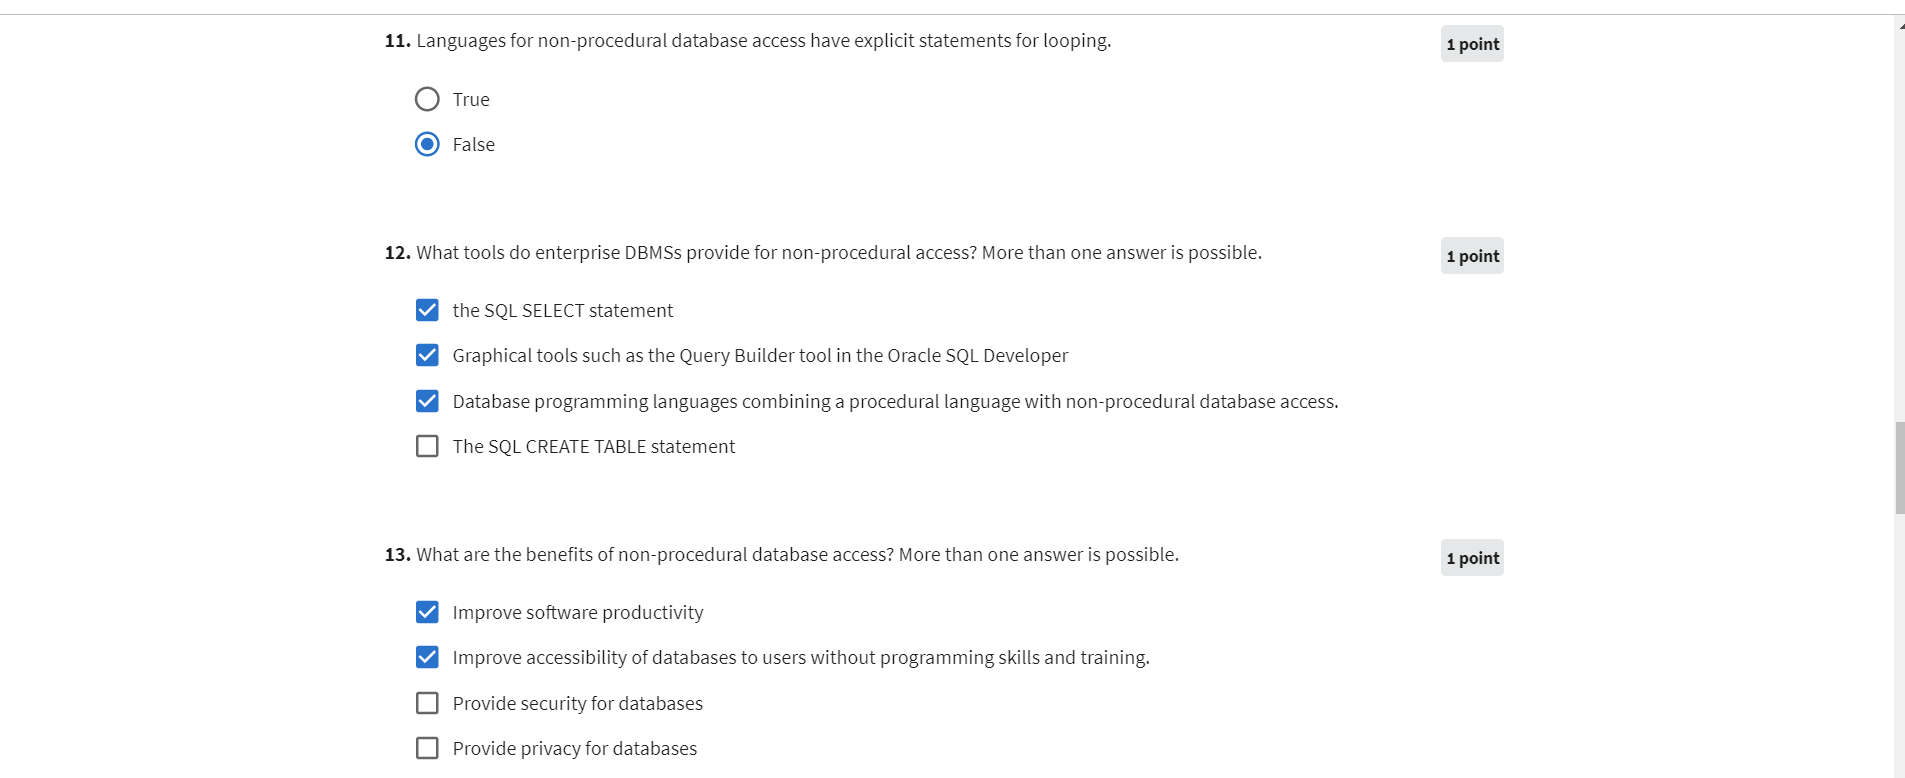 11. Languages for non-procedural database access have explicit statements for looping.
1 point
True
False
12. What tools do enterprise DBMSs provide for non-procedural access? More than one answer is possible.
1 point
the SQL SELECT statement
Graphical tools such as the Query Builder tool in the Oracle SQL Developer
Database programming languages combining a procedural language with non-procedural database access.
The SQL CREATE TABLE statement
13. What are the benefits of non-procedural database access? More than one answer is possible.
1 point
Improve software productivity
Improve accessibility of databases to users without programming skills and training.
Provide security for databases
Provide privacy for databases